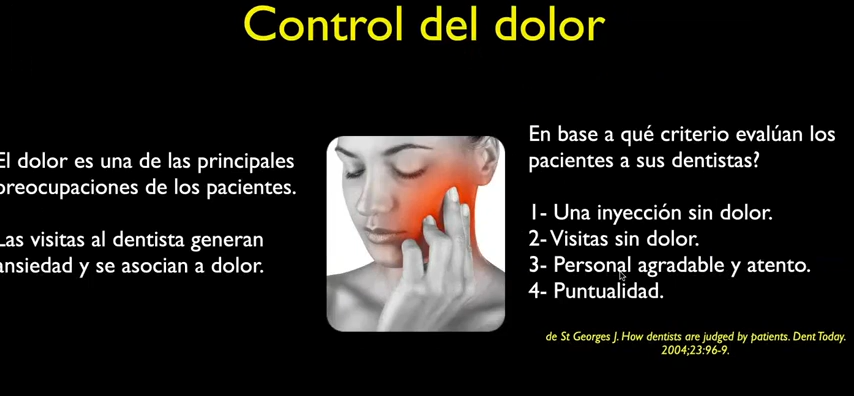 Control del dolor
El dolor es una de las principales
preocupaciones de los pacientes.
Las visitas al dentista generan
ansiedad y se asocian a dolor.
En base a qué criterio evalúan los
pacientes a sus dentistas?
1- Una inyección sin dolor.
2- Visitas sin dolor.
3- Personal agradable y atento.
4- Puntualidad.
de St Georges J. How dentists are judged by patients. Dent Today.
2004;23:96-9.